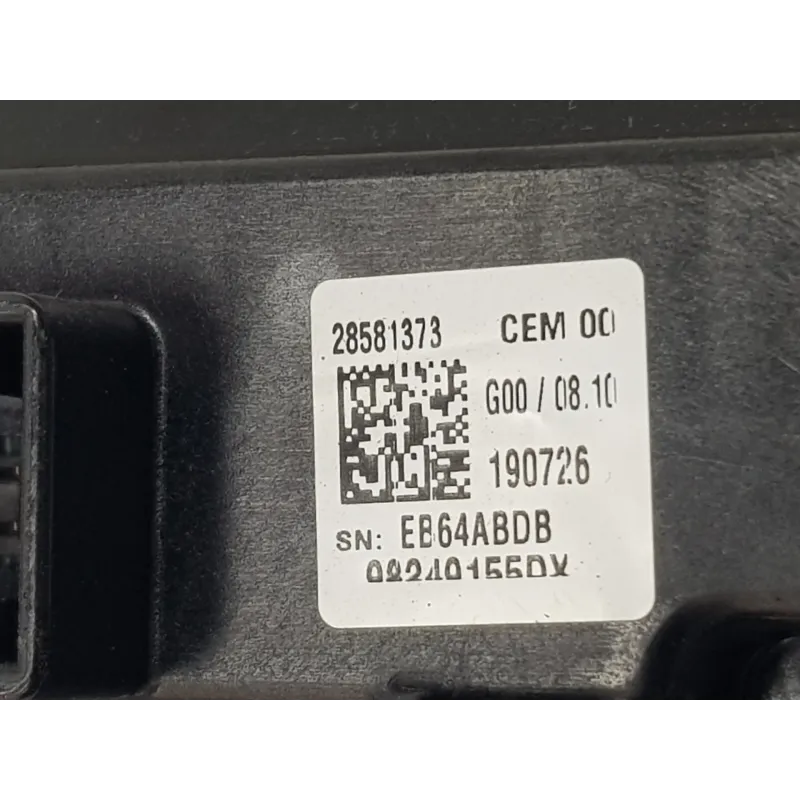 28581373 CEM 00
G00 / 08.10
190726
SN: EB64ABDB